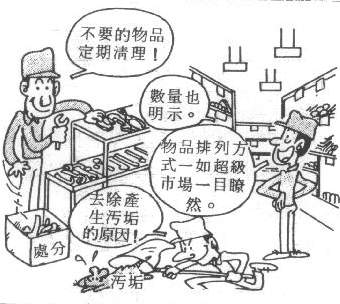 不要的物品
定期清理！
數量也
明示。
物品排列方
式一如超級
市場一目瞭
然。
去除產
生汚垢
的原因！
處分
汚垢